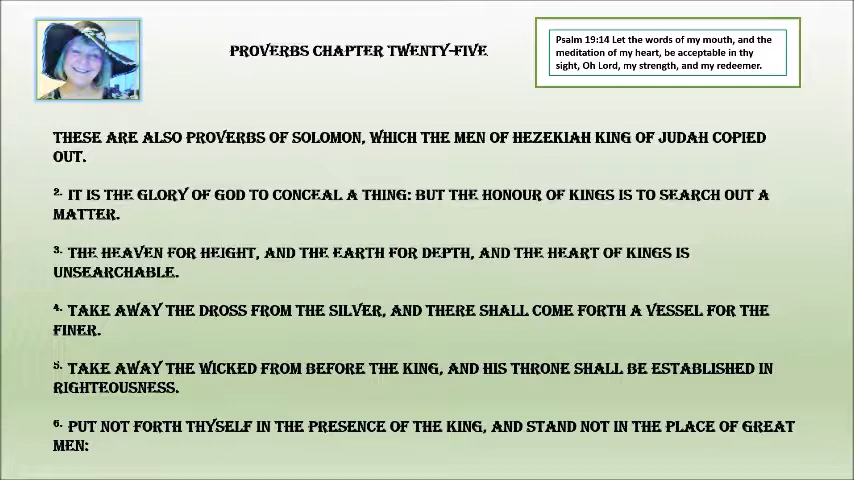 PROVERBS CHAPTER TWENTY-FIVE
Psalm 19:14 Let the words of my mouth, and the
meditation of my heart, be acceptable in thy
sight, Oh Lord, my strength, and my redeemer.
THESE ARE ALSO PROVERBS OF SOLOMON, WHICH THE MEN OF HEZEKIAH KING OF JUDAH COPIED
OUT.
2. IT IS THE GLORY OF GOD TO CONCEAL A THING: BUT THE HONOUR OF KINGS IS TO SEARCH OUT A
MATTER.
3. THE HEAVEN FOR HEIGHT, AND THE EARTH FOR DEPTH, AND THE HEART OF KINGS IS
UNSEARCHABLE.
4. TAKE AWAY THE DROSS FROM THE SILVER, AND THERE SHALL COME FORTH A VESSEL FOR THE
FINER.
5. TAKE AWAY THE WICKED FROM BEFORE THE KING, AND HIS THRONE SHALL BE ESTABLISHED IN
RIGHTEOUSNESS.
6. PUT NOT FORTH THYSELF IN THE PRESENCE OF THE KING, AND STAND NOT IN THE PLACE OF GREAT
MEN: